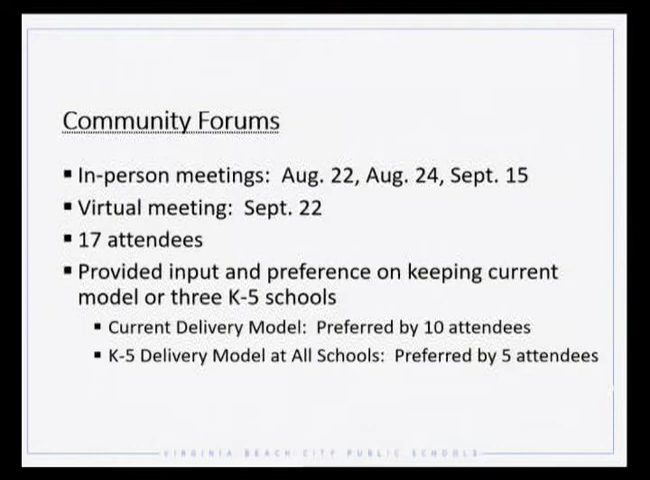 Community Forums
▪ In-person meetings: Aug. 22, Aug. 24, Sept. 15
▪ Virtual meeting: Sept. 22
▪ 17 attendees
▪ Provided input and preference on keeping current
model or three K-5 schools
▪ Current Delivery Model: Preferred by 10 attendees
▪ K-5 Delivery Model at All Schools: Preferred by 5 attendees
VIRGINIA BEACH CITY PUBLIC SCHOOLS